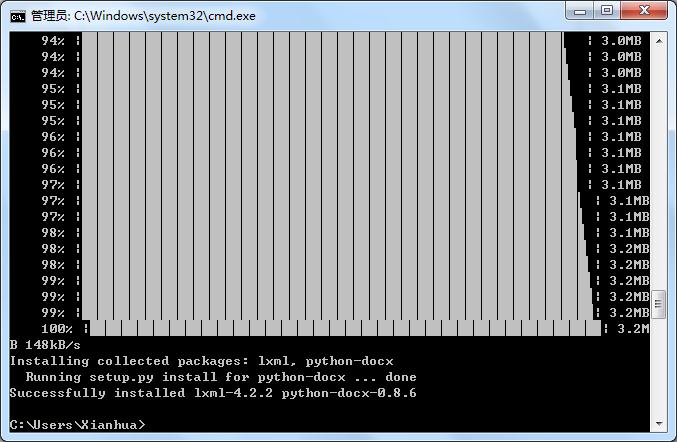 管理员: C:\Windows\system32\cmd.exe
94% | 3.0MB
94% | 3.0MB
94% | 3.0MB
95% | 3.1MB
95% | 3.1MB
95% | 3.1MB
96% | 3.1MB
96% | 3.1MB
96% | 3.1MB
97% | 3.1MB
97% | 3.1MB
97% | 3.1MB
98% | 3.1MB
98% | 3.2MB
98% | 3.2MB
99% | 3.2MB
99% | 3.2MB
99% | 3.2MB
100% | 3.2M
B 148kB/s
Installing collected packages: lxml, python-docx
Running setup.py install for python-docx ... done
Successfully installed lxml-4.2.2 python-docx-0.8.6
C:\Users\Xianhua>